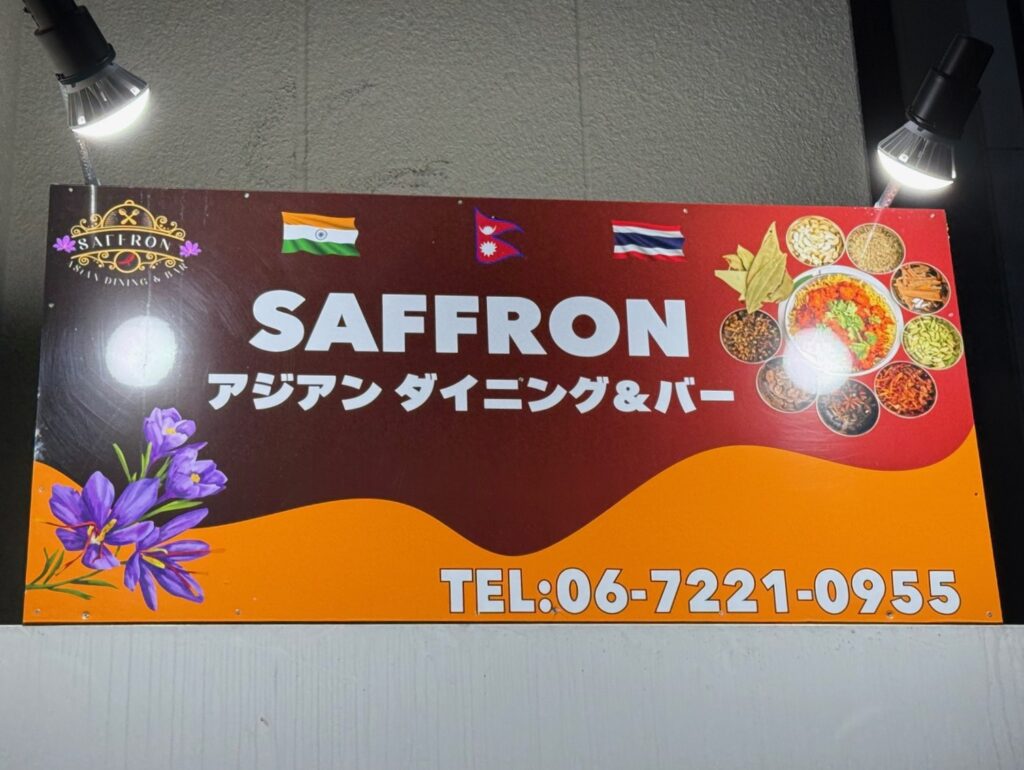 SAFFRON
ASIAN DINING & BAR
SAFFRON
アジアン ダイニング&バー
TEL:06-7221-0955